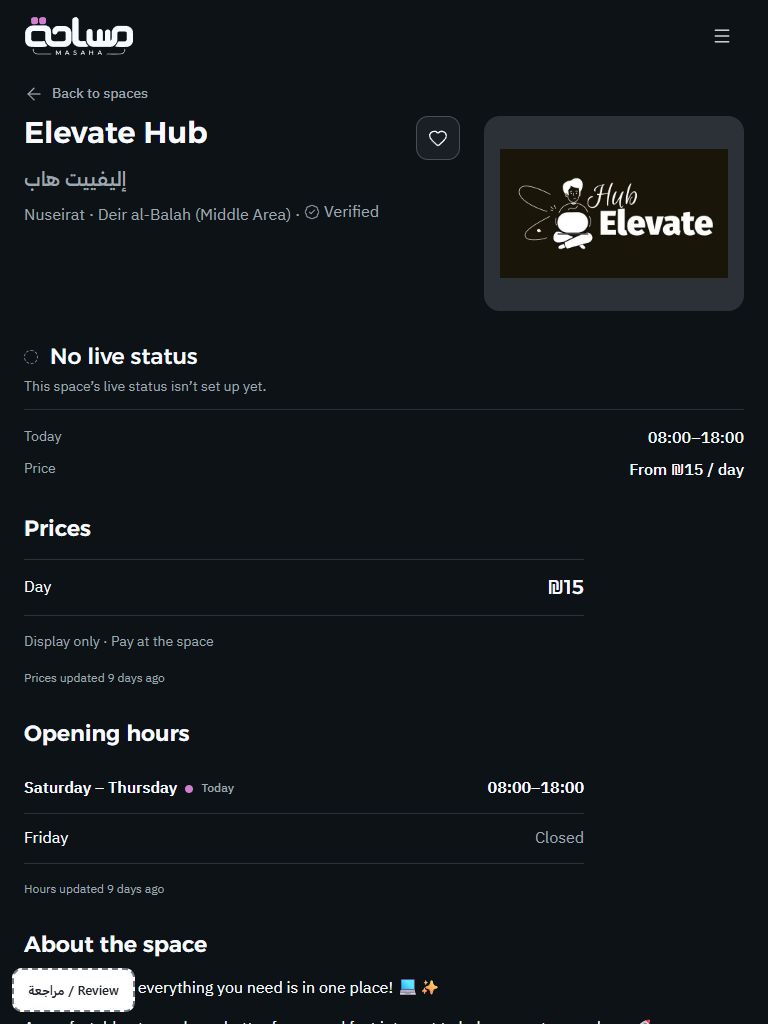 مساحة
MASAHA
Back to spaces
Elevate Hub
إليفييت هاب
Nuseirat · Deir al-Balah (Middle Area) · Verified
Hub
Elevate
No live status
This space’s live status isn’t set up yet.
Today 08:00–18:00
Price From ₪15 / day
Prices
Day ₪15
Display only · Pay at the space
Prices updated 9 days ago
Opening hours
Saturday – Thursday Today 08:00–18:00
Friday Closed
Hours updated 9 days ago
About the space
everything you need is in one place! 💻 ✨
مراجعة / Review